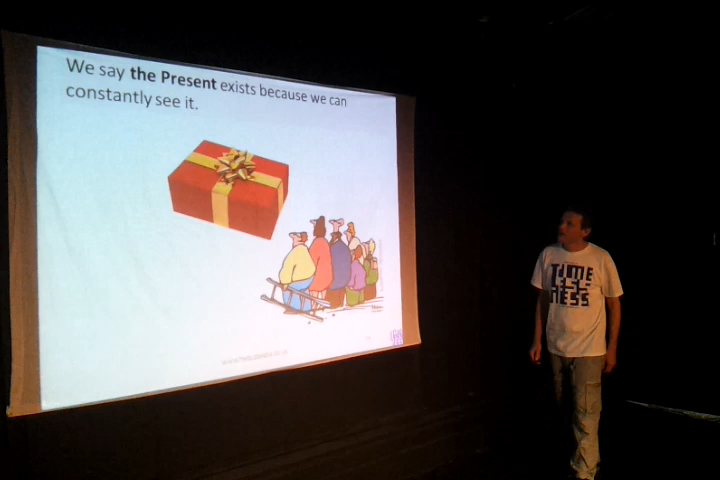 We say the Present exists because we can
constantly see it.
TIME
LESS
NESS